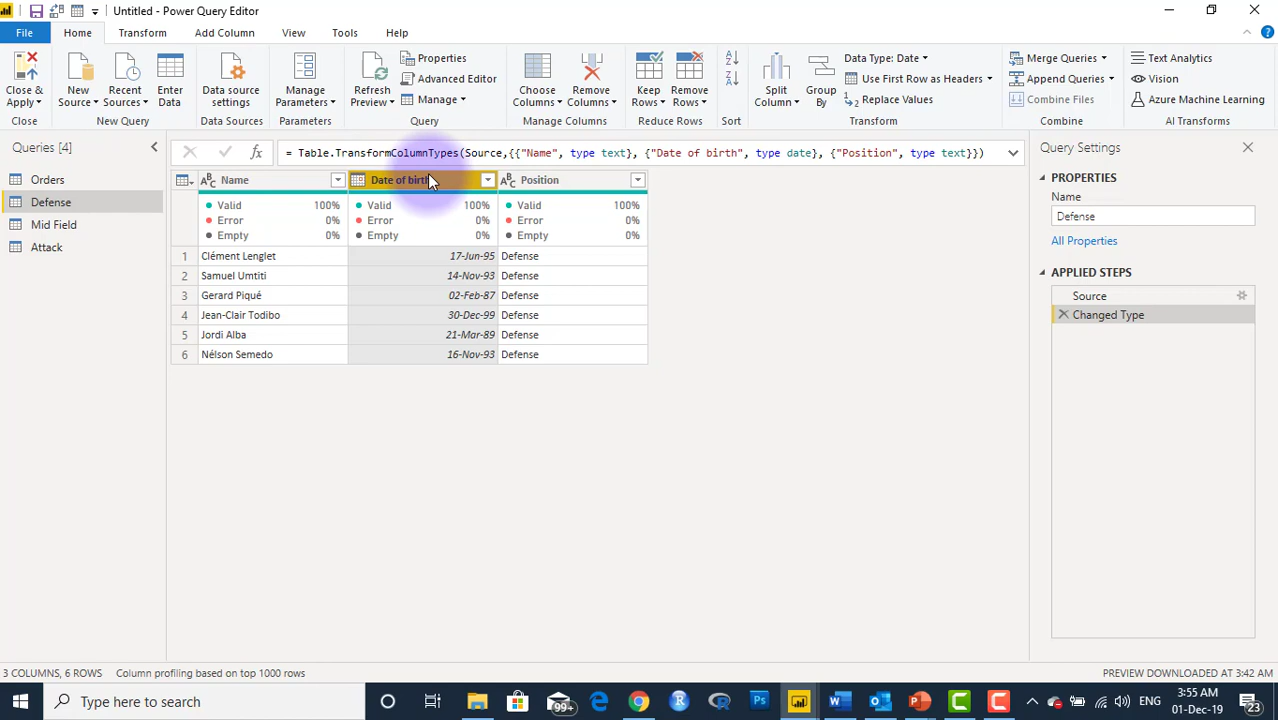 Untitled - Power Query Editor
File Home Transform Add Column View Tools Help
Close & Apply
Close
New Source
Recent Sources
Enter Data
New Query
Data source settings
Data Sources
Manage Parameters
Parameters
Refresh Preview
Properties
Advanced Editor
Manage
Query
Choose Columns
Remove Columns
Manage Columns
Keep Rows
Remove Rows
Reduce Rows
Sort
Split Column
Group By
Data Type: Date
Use First Row as Headers
Replace Values
Transform
Merge Queries
Append Queries
Combine Files
Combine
Text Analytics
Vision
Azure Machine Learning
AI Transforms
Queries [4]
Orders
Defense
Mid Field
Attack
= Table.TransformColumnTypes(Source,{{"Name", type text}, {"Date of birth", type date}, {"Position", type text}})
Name Date of birth Position
Valid 100% Valid 100% Valid 100%
Error 0% Error 0% Error 0%
Empty 0% Empty 0% Empty 0%
1 Clément Lenglet 17-Jun-95 Defense
2 Samuel Umtiti 14-Nov-93 Defense
3 Gerard Piqué 02-Feb-87 Defense
4 Jean-Clair Todibo 30-Dec-99 Defense
5 Jordi Alba 21-Mar-89 Defense
6 Nélson Semedo 16-Nov-93 Defense
Query Settings
PROPERTIES
Name
Defense
All Properties
APPLIED STEPS
Source
Changed Type
3 COLUMNS, 6 ROWS Column profiling based on top 1000 rows
PREVIEW DOWNLOADED AT 3:42 AM
Type here to search
99+
ENG
3:55 AM
01-Dec-19
23